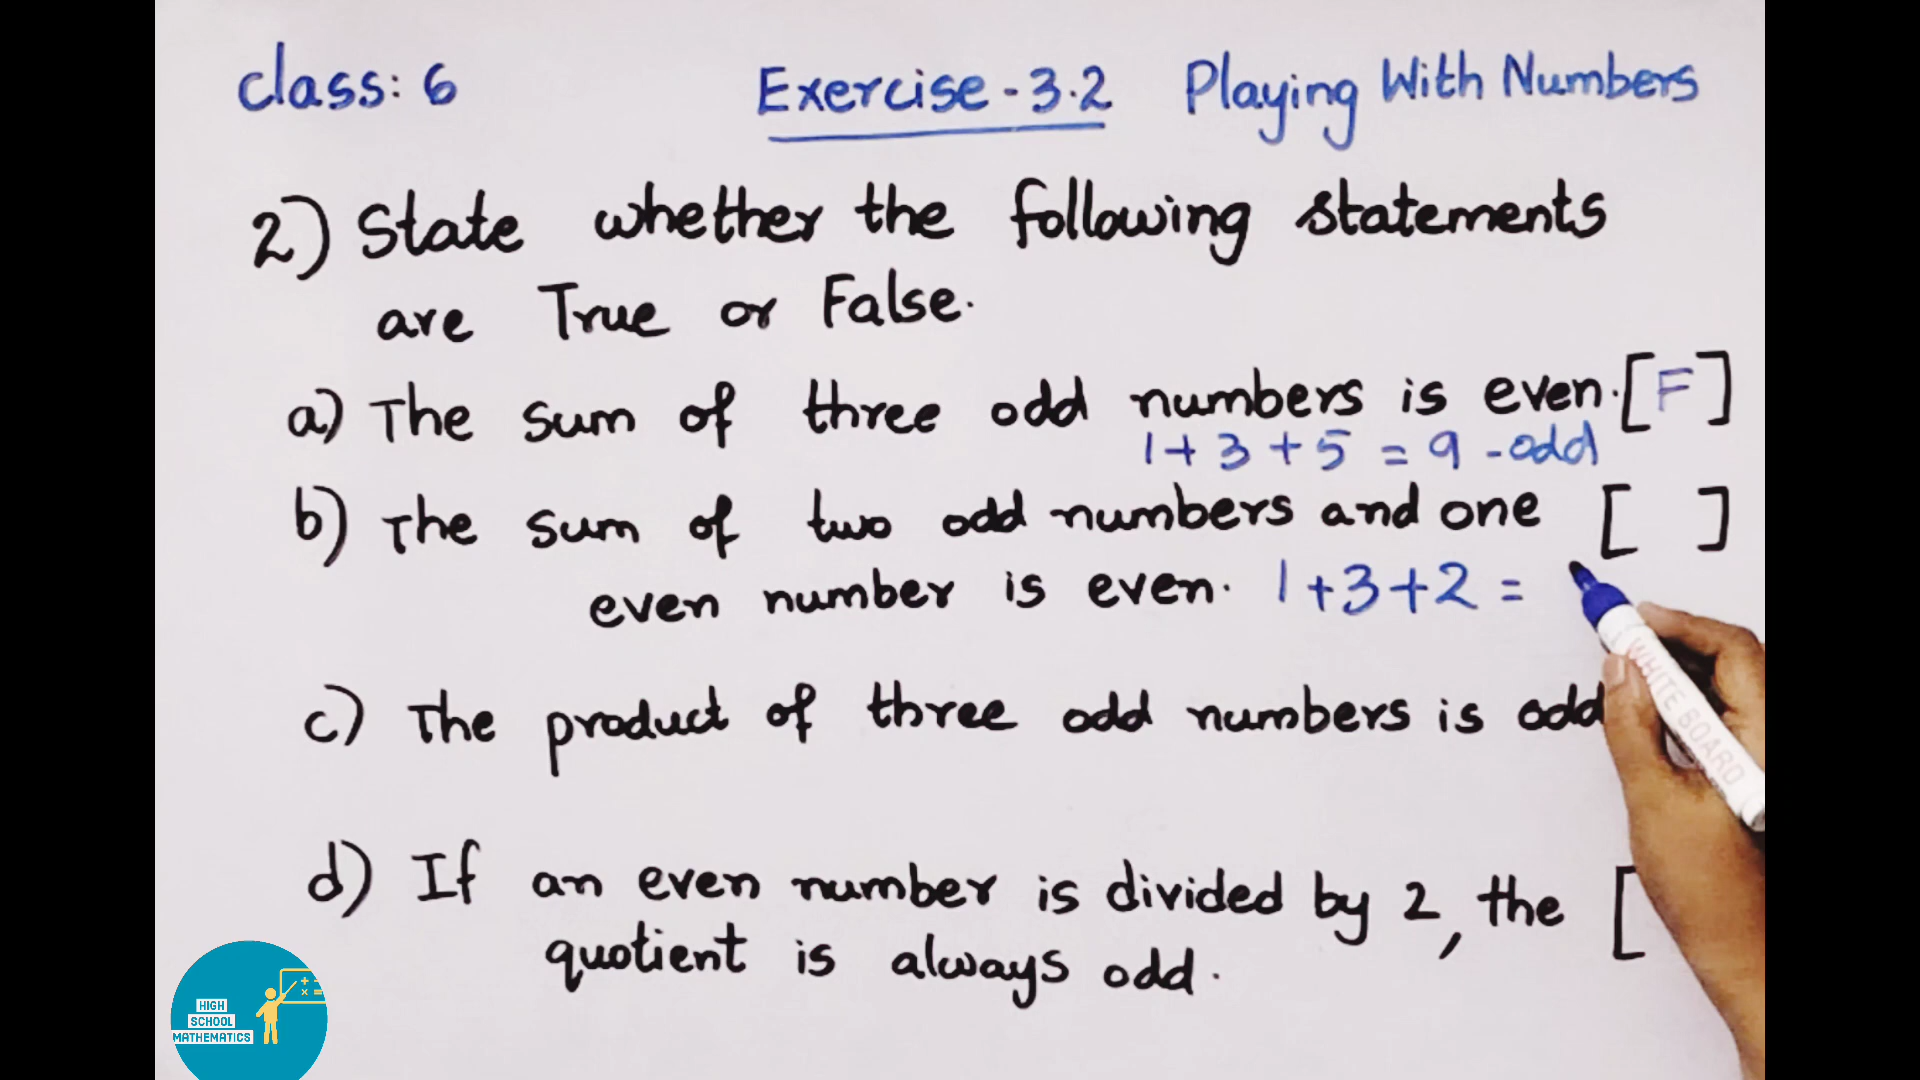 class: 6 Exercise - 3.2 Playing With Numbers
2) State whether the following statements
are True or False.
a) The sum of three odd numbers is even. [F]
1 + 3 + 5 = 9 - odd
b) The sum of two odd numbers and one [ ]
even number is even. 1 + 3 + 2 =
c) The product of three odd numbers is odd
d) If an even number is divided by 2, the [
quotient is always odd.
WHITE BOARD
HIGH
SCHOOL
MATHEMATICS